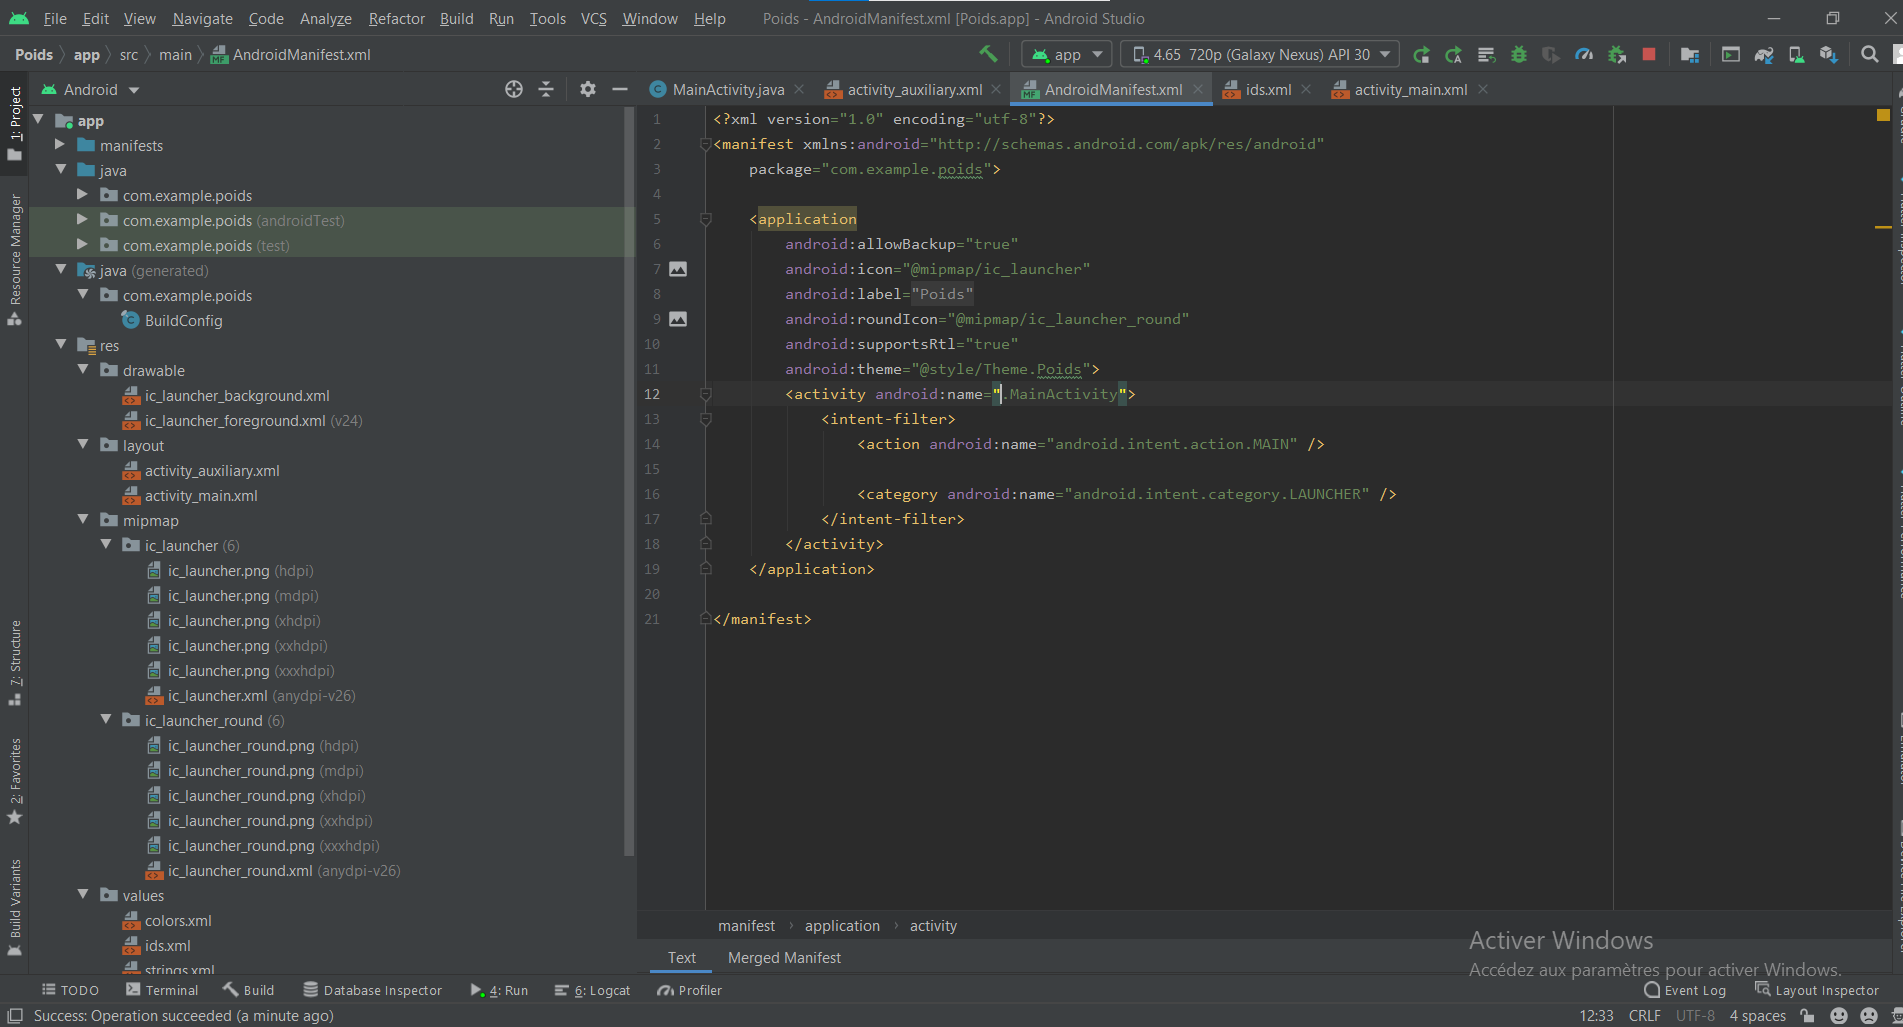 File Edit View Navigate Code Analyze Refactor Build Run Tools VCS Window Help Poids - AndroidManifest.xml [Poids.app] - Android Studio
Poids app src main AndroidManifest.xml app 4.65 720p (Galaxy Nexus) API 30
Android
MainActivity.java activity_auxiliary.xml AndroidManifest.xml ids.xml activity_main.xml
1: Project
Resource Manager
7: Structure
2: Favorites
Build Variants
app
manifests
java
com.example.poids
com.example.poids (androidTest)
com.example.poids (test)
java (generated)
com.example.poids
BuildConfig
res
drawable
ic_launcher_background.xml
ic_launcher_foreground.xml (v24)
layout
activity_auxiliary.xml
activity_main.xml
mipmap
ic_launcher (6)
ic_launcher.png (hdpi)
ic_launcher.png (mdpi)
ic_launcher.png (xhdpi)
ic_launcher.png (xxhdpi)
ic_launcher.png (xxxhdpi)
ic_launcher.xml (anydpi-v26)
ic_launcher_round (6)
ic_launcher_round.png (hdpi)
ic_launcher_round.png (mdpi)
ic_launcher_round.png (xhdpi)
ic_launcher_round.png (xxhdpi)
ic_launcher_round.png (xxxhdpi)
ic_launcher_round.xml (anydpi-v26)
values
colors.xml
ids.xml
strings.xml
1 <?xml version="1.0" encoding="utf-8"?>
2 <manifest xmlns:android="http://schemas.android.com/apk/res/android"
3 package="com.example.poids">
4
5 <application
6 android:allowBackup="true"
7 android:icon="@mipmap/ic_launcher"
8 android:label="Poids"
9 android:roundIcon="@mipmap/ic_launcher_round"
10 android:supportsRtl="true"
11 android:theme="@style/Theme.Poids">
12 <activity android:name=".MainActivity">
13 <intent-filter>
14 <action android:name="android.intent.action.MAIN" />
15
16 <category android:name="android.intent.category.LAUNCHER" />
17 </intent-filter>
18 </activity>
19 </application>
20
21 </manifest>
manifest application activity
Text Merged Manifest
Activer Windows
Accédez aux paramètres pour activer Windows.
TODO Terminal Build Database Inspector 4: Run 6: Logcat Profiler Event Log Layout Inspector
Success: Operation succeeded (a minute ago) 12:33 CRLF UTF-8 4 spaces